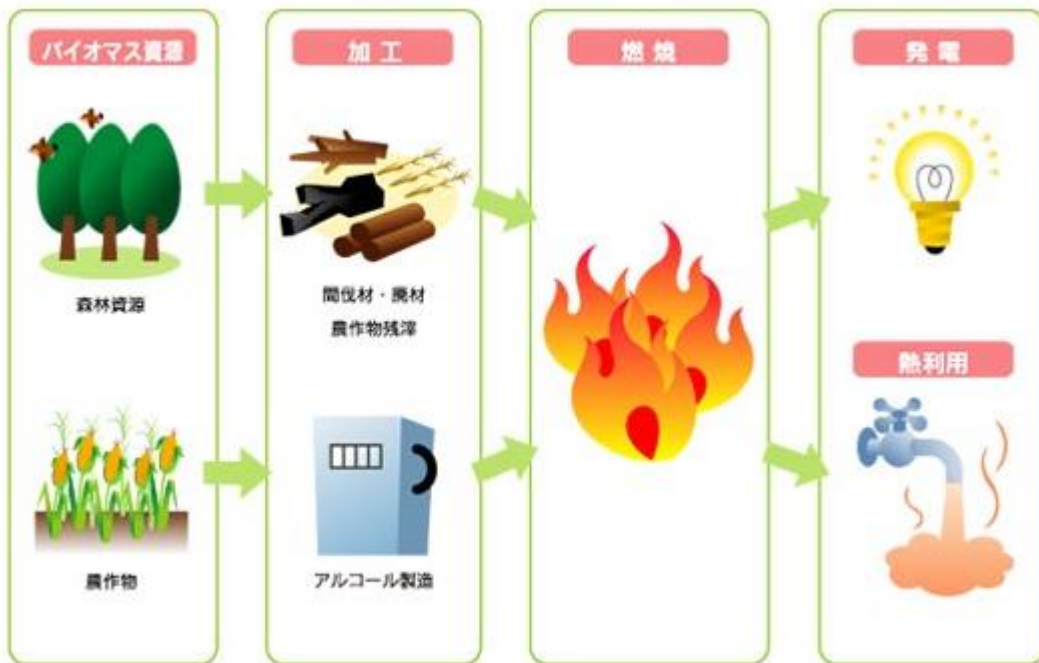 バイオマス資源
森林資源
農作物
加工
間伐材・廃材
農作物残滓
アルコール製造
燃焼
発電
熱利用